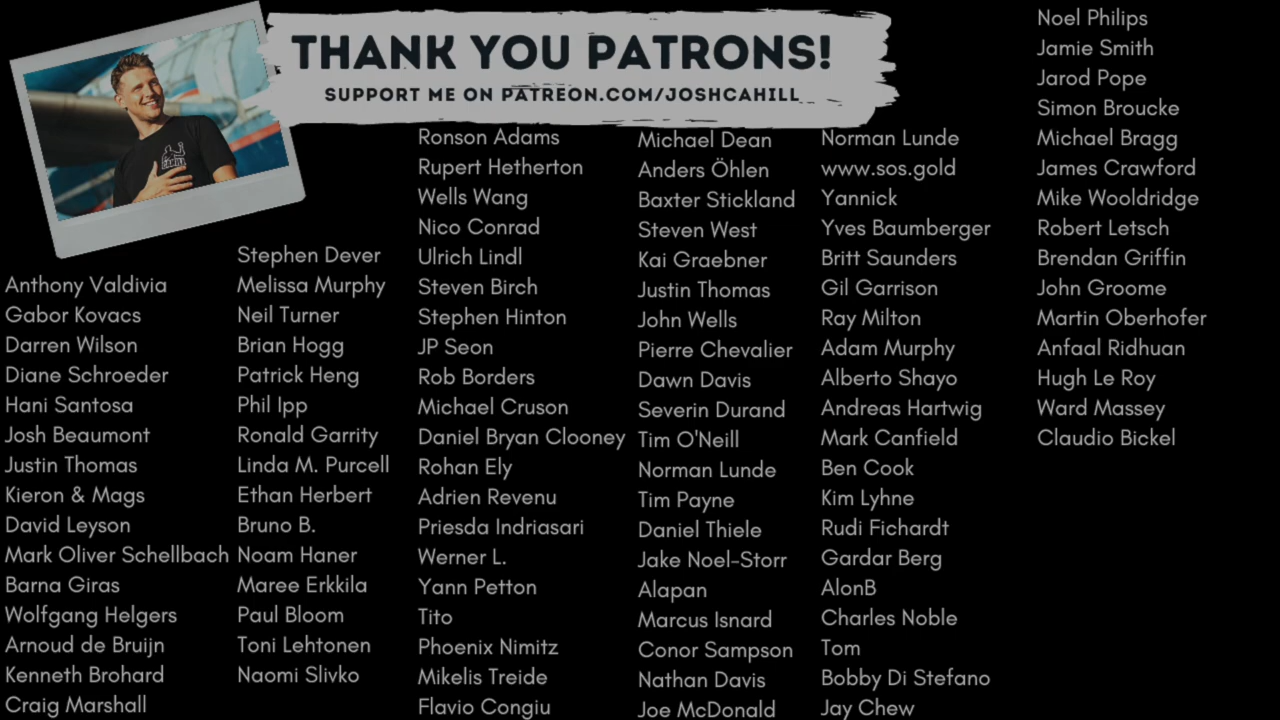 THANK YOU PATRONS!
SUPPORT ME ON PATREON.COM/JOSHCAHILL
Anthony Valdivia
Gabor Kovacs
Darren Wilson
Diane Schroeder
Hani Santosa
Josh Beaumont
Justin Thomas
Kieron & Mags
David Leyson
Mark Oliver Schellbach
Barna Giras
Wolfgang Helgers
Arnoud de Bruijn
Kenneth Brohard
Craig Marshall
Stephen Dever
Melissa Murphy
Neil Turner
Brian Hogg
Patrick Heng
Phil Ipp
Ronald Garrity
Linda M. Purcell
Ethan Herbert
Bruno B.
Noam Haner
Maree Erkkila
Paul Bloom
Toni Lehtonen
Naomi Slivko
Ronson Adams
Rupert Hetherton
Wells Wang
Nico Conrad
Ulrich Lindl
Steven Birch
Stephen Hinton
JP Seon
Rob Borders
Michael Cruson
Daniel Bryan Clooney
Rohan Ely
Adrien Revenu
Priesda Indriasari
Werner L.
Yann Petton
Tito
Phoenix Nimitz
Mikelis Treide
Flavio Congiu
Michael Dean
Anders Öhlen
Baxter Stickland
Steven West
Kai Graebner
Justin Thomas
John Wells
Pierre Chevalier
Dawn Davis
Severin Durand
Tim O'Neill
Norman Lunde
Tim Payne
Daniel Thiele
Jake Noel-Storr
Alapan
Marcus Isnard
Conor Sampson
Nathan Davis
Joe McDonald
Norman Lunde
www.sos.gold
Yannick
Yves Baumberger
Britt Saunders
Gil Garrison
Ray Milton
Adam Murphy
Alberto Shayo
Andreas Hartwig
Mark Canfield
Ben Cook
Kim Lyhne
Rudi Fichardt
Gardar Berg
AlonB
Charles Noble
Tom
Bobby Di Stefano
Jay Chew
Noel Philips
Jamie Smith
Jarod Pope
Simon Broucke
Michael Bragg
James Crawford
Mike Wooldridge
Robert Letsch
Brendan Griffin
John Groome
Martin Oberhofer
Anfaal Ridhuan
Hugh Le Roy
Ward Massey
Claudio Bickel